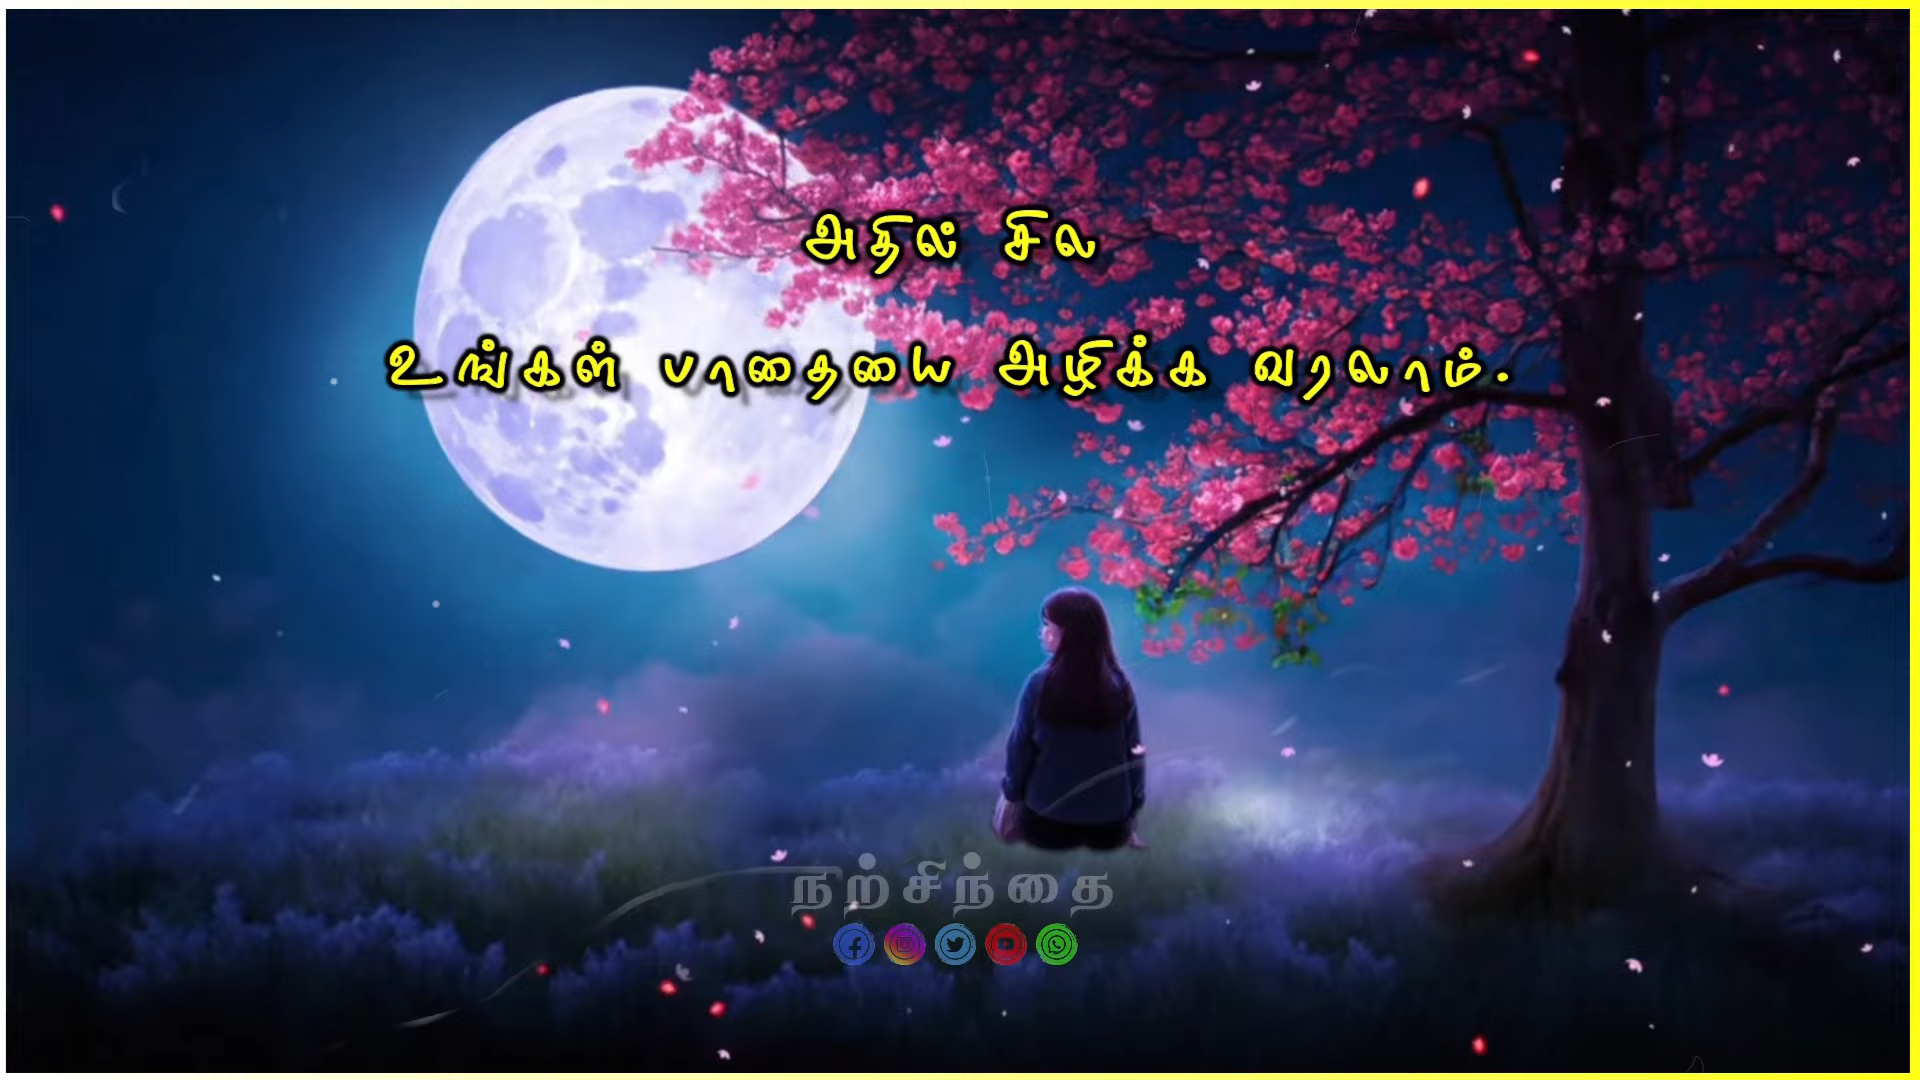 அதில் சில
உங்கள் பாதையை அழிக்க வரலாம்.
நற்சிந்தை